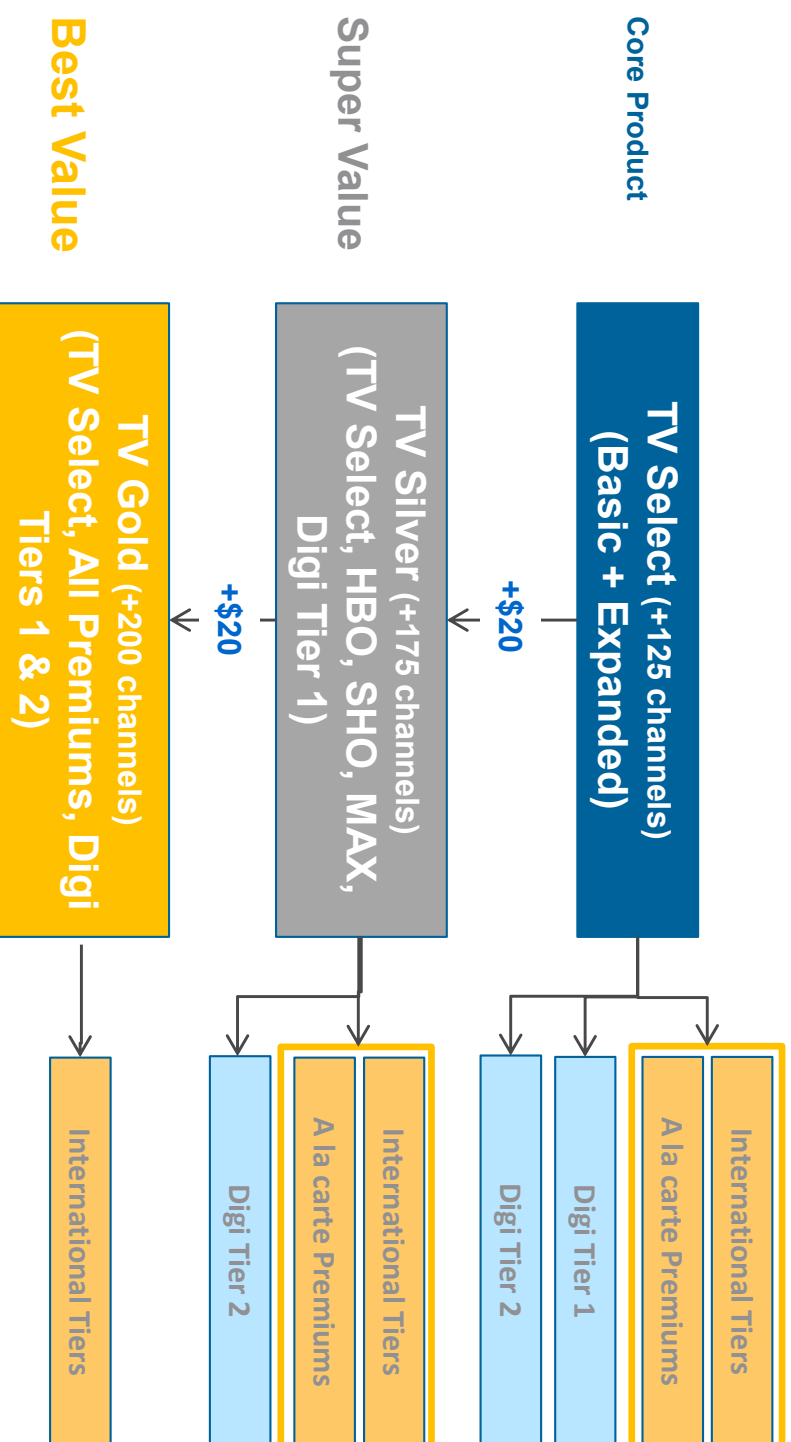 Core Product
TV Select (+125 channels)
(Basic + Expanded)
International Tiers
A la carte Premiums
Digi Tier 1
Digi Tier 2
+$20
Super Value
TV Silver (+175 channels)
(TV Select, HBO, SHO, MAX,
Digi Tier 1)
International Tiers
A la carte Premiums
Digi Tier 2
+$20
Best Value
TV Gold (+200 channels)
(TV Select, All Premiums, Digi
Tiers 1 & 2)
International Tiers